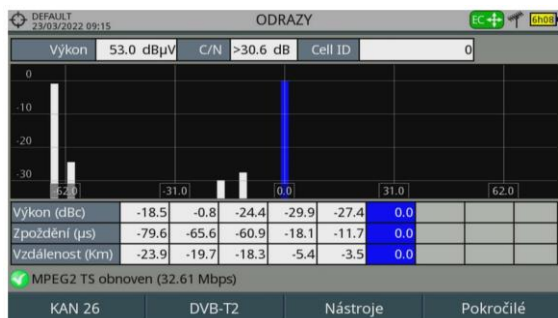 DEFAULT
23/03/2022 09:15
ODRAZY
EC
6h08
Výkon 53.0 dBµV C/N >30.6 dB Cell ID 0
0
-10
-20
-30
-62.0 -31.0 0.0 31.0 62.0
Výkon (dBc) -18.5 -0.8 -24.4 -29.9 -27.4 0.0
Zpoždění (µs) -79.6 -65.6 -60.9 -18.1 -11.7 0.0
Vzdálenost (Km) -23.9 -19.7 -18.3 -5.4 -3.5 0.0
MPEG2 TS obnoven (32.61 Mbps)
KAN 26 DVB-T2 Nástroje Pokročilé